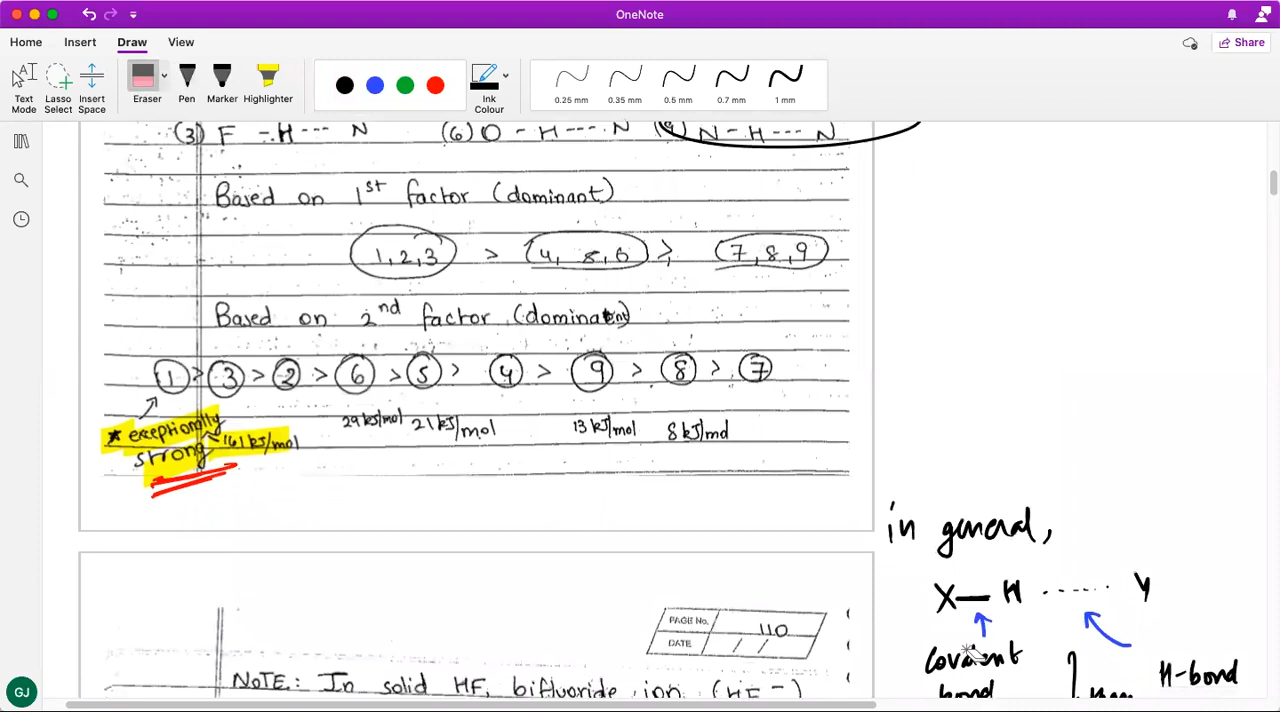 OneNote
Home Insert Draw View
Share
Text Mode
Lasso Select
Insert Space
Eraser
Pen
Marker
Highlighter
Ink Colour
0.25 mm
0.35 mm
0.5 mm
0.7 mm
1 mm
(3) F - H --- N (6) O - H --- N (9) N - H --- N
Based on 1st factor (dominant)
1,2,3 > 4, 8, 6 > 7,8,9
Based on 2nd factor (dominant)
1 > 3 > 2 > 6 > 5 > 4 > 9 > 8 > 7
29 kJ/mol 21 kJ/mol 13 kJ/mol 8 kJ/mol
* exceptionally
strong ~ 161 kJ/mol
in general,
X — H ------ Y
PAGE No. 110
DATE / /
covalent
bond
H-bond
NOTE: In solid HF, bifluoride ion (HF2-)
GJ